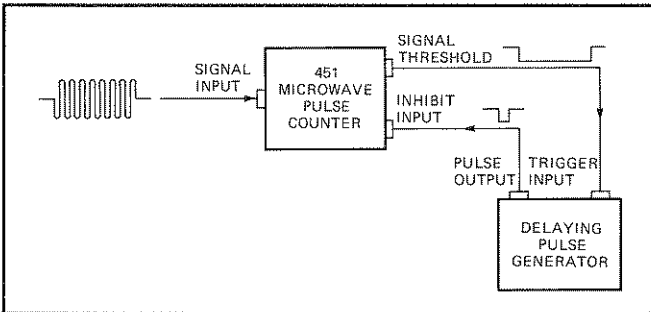 SIGNAL
THRESHOLD
SIGNAL
INPUT
451
MICROWAVE
PULSE
COUNTER
INHIBIT
INPUT
PULSE
OUTPUT
TRIGGER
INPUT
DELAYING
PULSE
GENERATOR